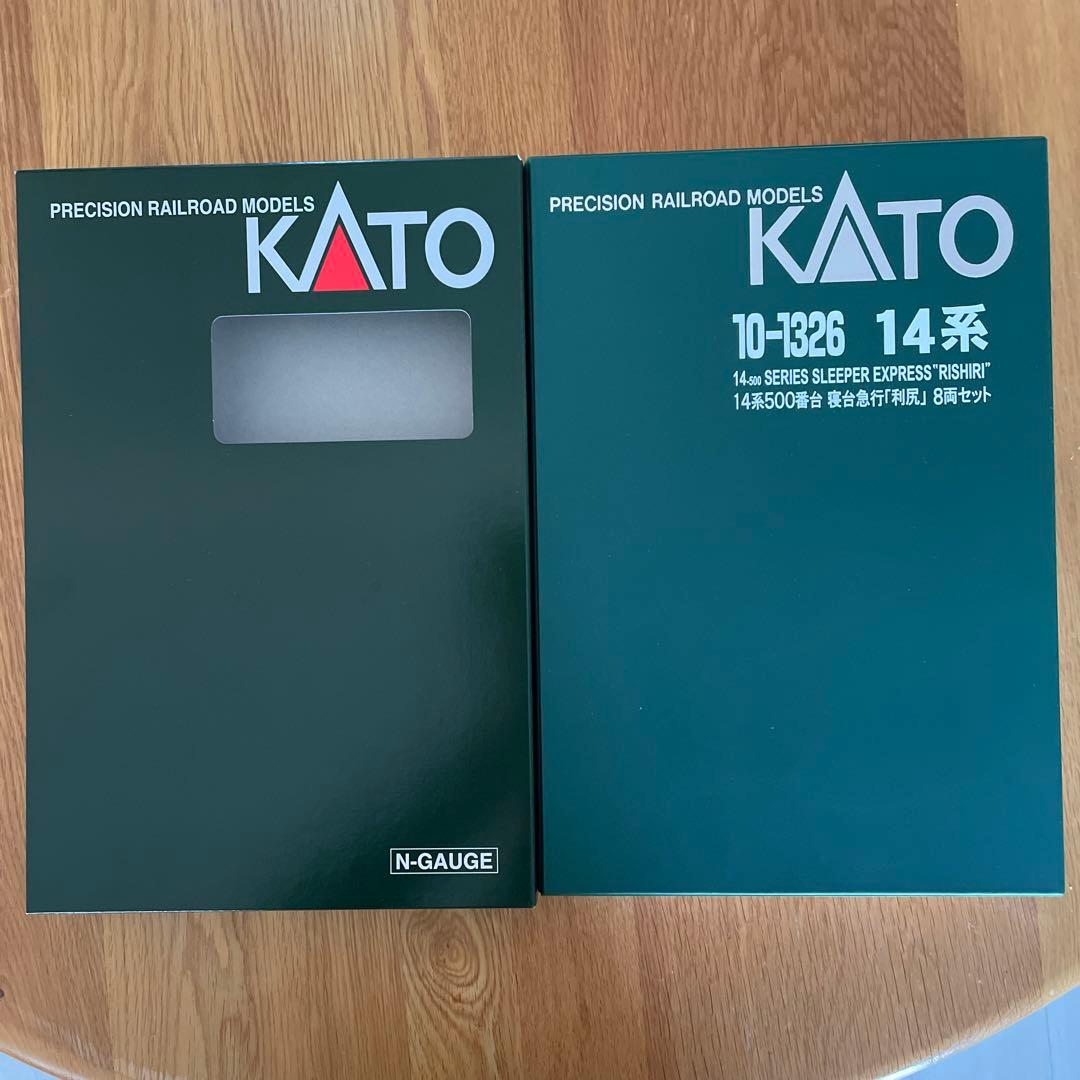 PRECISION RAILROAD MODELS
KATO
N-GAUGE
PRECISION RAILROAD MODELS
KATO
10-1326 14系
14-500 SERIES SLEEPER EXPRESS"RISHIRI"
14系500番台 寝台急行「利尻」 8両セット